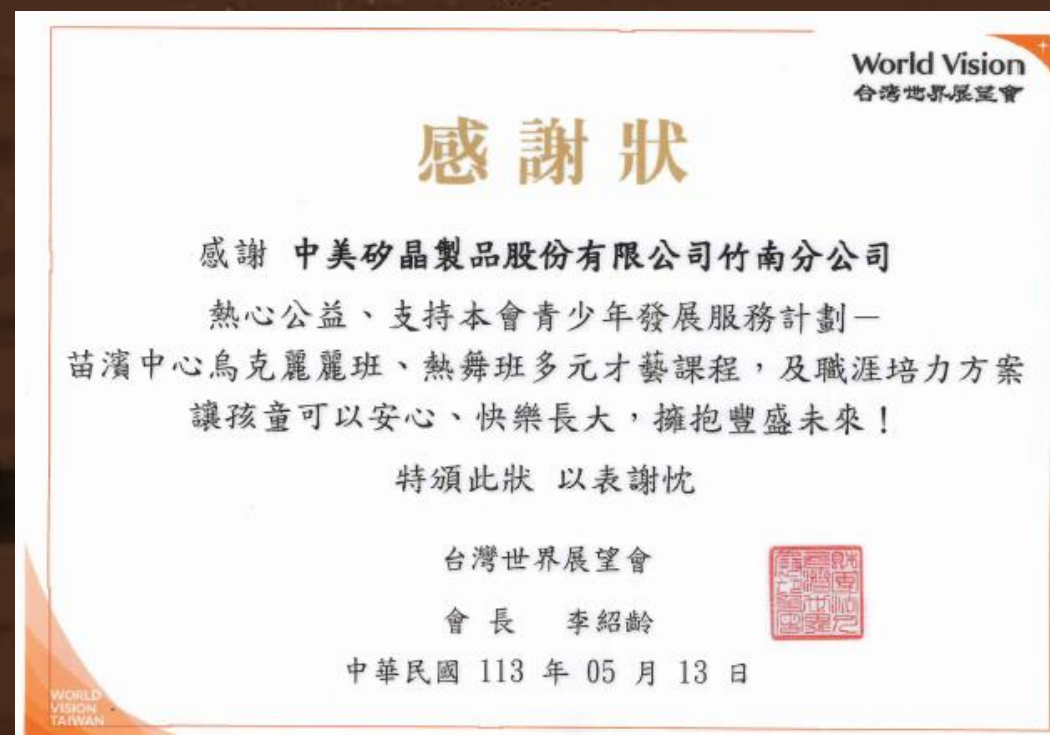 World Vision
台灣世界展望會
感謝狀
感謝 中美矽晶製品股份有限公司竹南分公司
熱心公益、支持本會青少年發展服務計劃—
苗濱中心烏克麗麗班、熱舞班多元才藝課程，及職涯培力方案
讓孩童可以安心、快樂長大，擁抱豐盛未來！
特頒此狀 以表謝忱
台灣世界展望會
會長 李紹齡
中華民國 113 年 05 月 13 日
WORLD
VISION
TAIWAN